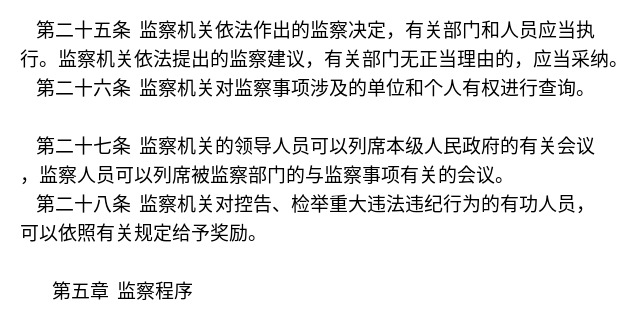 第二十五条 监察机关依法作出的监察决定，有关部门和人员应当执
行。监察机关依法提出的监察建议，有关部门无正当理由的，应当采纳。
第二十六条 监察机关对监察事项涉及的单位和个人有权进行查询。
第二十七条 监察机关的领导人员可以列席本级人民政府的有关会议
，监察人员可以列席被监察部门的与监察事项有关的会议。
第二十八条 监察机关对控告、检举重大违法违纪行为的有功人员，
可以依照有关规定给予奖励。
第五章 监察程序